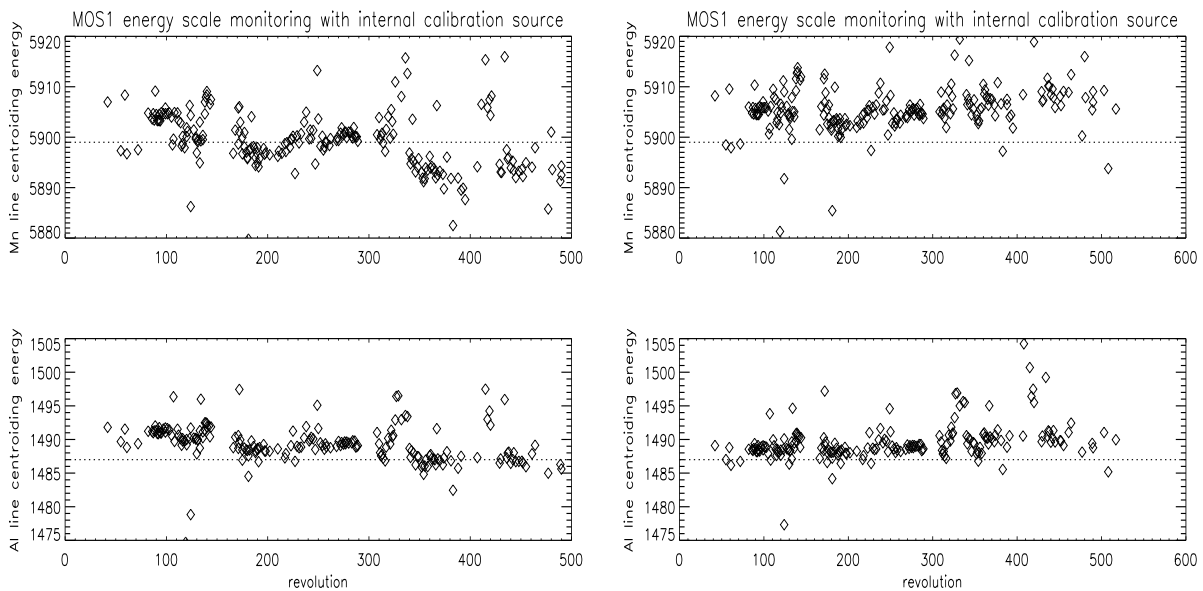 MOS1 energy scale monitoring with internal calibration source
Mn line centroiding energy
5920
5910
5900
5890
5880
0 100 200 300 400 500
MOS1 energy scale monitoring with internal calibration source
Mn line centroiding energy
5920
5910
5900
5890
5880
0 100 200 300 400 500 600
Al line centroiding energy
1505
1500
1495
1490
1485
1480
1475
0 100 200 300 400 500
revolution
Al line centroiding energy
1505
1500
1495
1490
1485
1480
1475
0 100 200 300 400 500 600
revolution